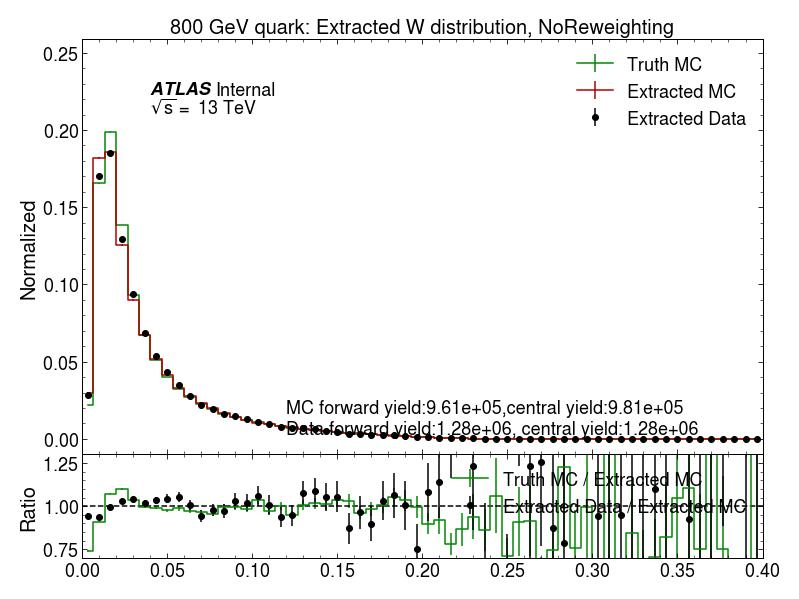 800 GeV quark: Extracted W distribution, NoReweighting
ATLAS Internal
√s = 13 TeV
Truth MC
Extracted MC
Extracted Data
Normalized
0.25
0.20
0.15
0.10
0.05
0.00
MC forward yield:9.61e+05,central yield:9.81e+05
Data forward yield:1.28e+06, central yield:1.28e+06
Ratio
1.25
1.00
0.75
Truth MC / Extracted MC
Extracted Data / Extracted MC
0.00 0.05 0.10 0.15 0.20 0.25 0.30 0.35 0.40